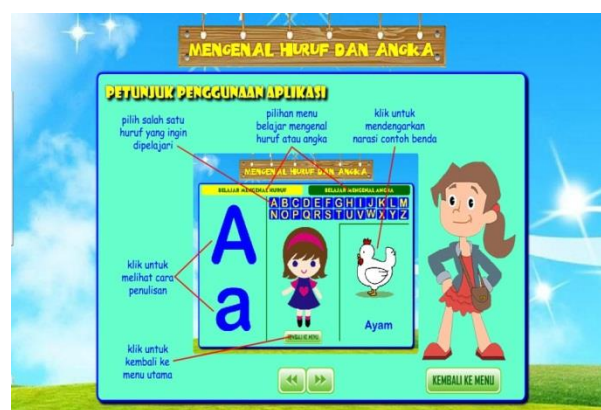 MENGENAL HURUF DAN ANGKA
PETUNJUK PENGGUNAAN APLIKASI
pilih salah satu
huruf yang ingin
dipelajari
pilihan menu
belajar mengenal
huruf atau angka
klik untuk
mendengarkan
narasi contoh benda
MENGENAL HURUF DAN ANGKA
BELAJAR MENGENAL HURUF
BELAJAR MENGENAL ANGKA
ABCDEFGHIJKLM
NOPQRSTUVWXYZ
A
a
klik untuk
melihat cara
penulisan
Ayam
KEMBALI KE MENU
klik untuk
kembali ke
menu utama
KEMBALI KE MENU